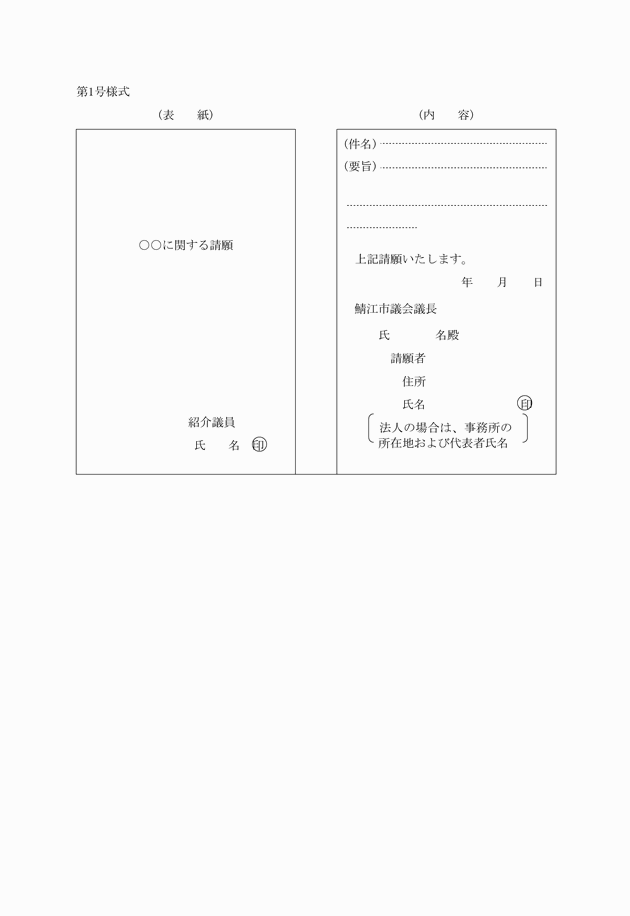 第1号様式
（表　　紙）
○○に関する請願
紹介議員
氏　　名　㊞
（内　　容）
（件名）
（要旨）
上記請願いたします。
年　　月　　日
鯖江市議会議長
氏　　　　名殿
請願者
住所
氏名　　　　　　　　㊞
法人の場合は、事務所の
所在地および代表者氏名